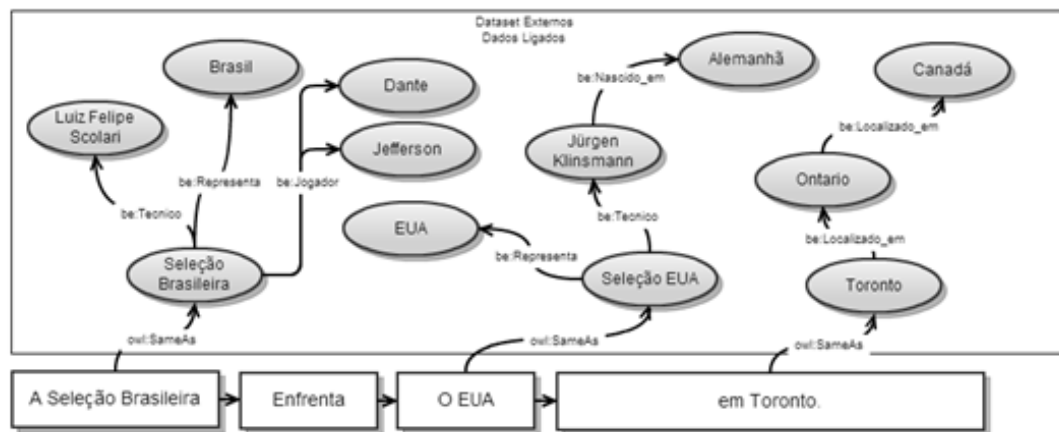 Dataset Externos
Dados Ligados
Brasil
Dante
Alemanhã
Canadá
be:Nascido_em
Luiz Felipe
Scolari
Jefferson
Jürgen
Klinsmann
be:Localizado_em
be:Representa
be:Jogador
Ontario
be:Tecnico
EUA
be:Tecnico
be:Localizado_em
be:Representa
Seleção
Brasileira
Seleção EUA
Toronto
owl:SameAs
owl:SameAs
owl:SameAs
A Seleção Brasileira
Enfrenta
O EUA
em Toronto.